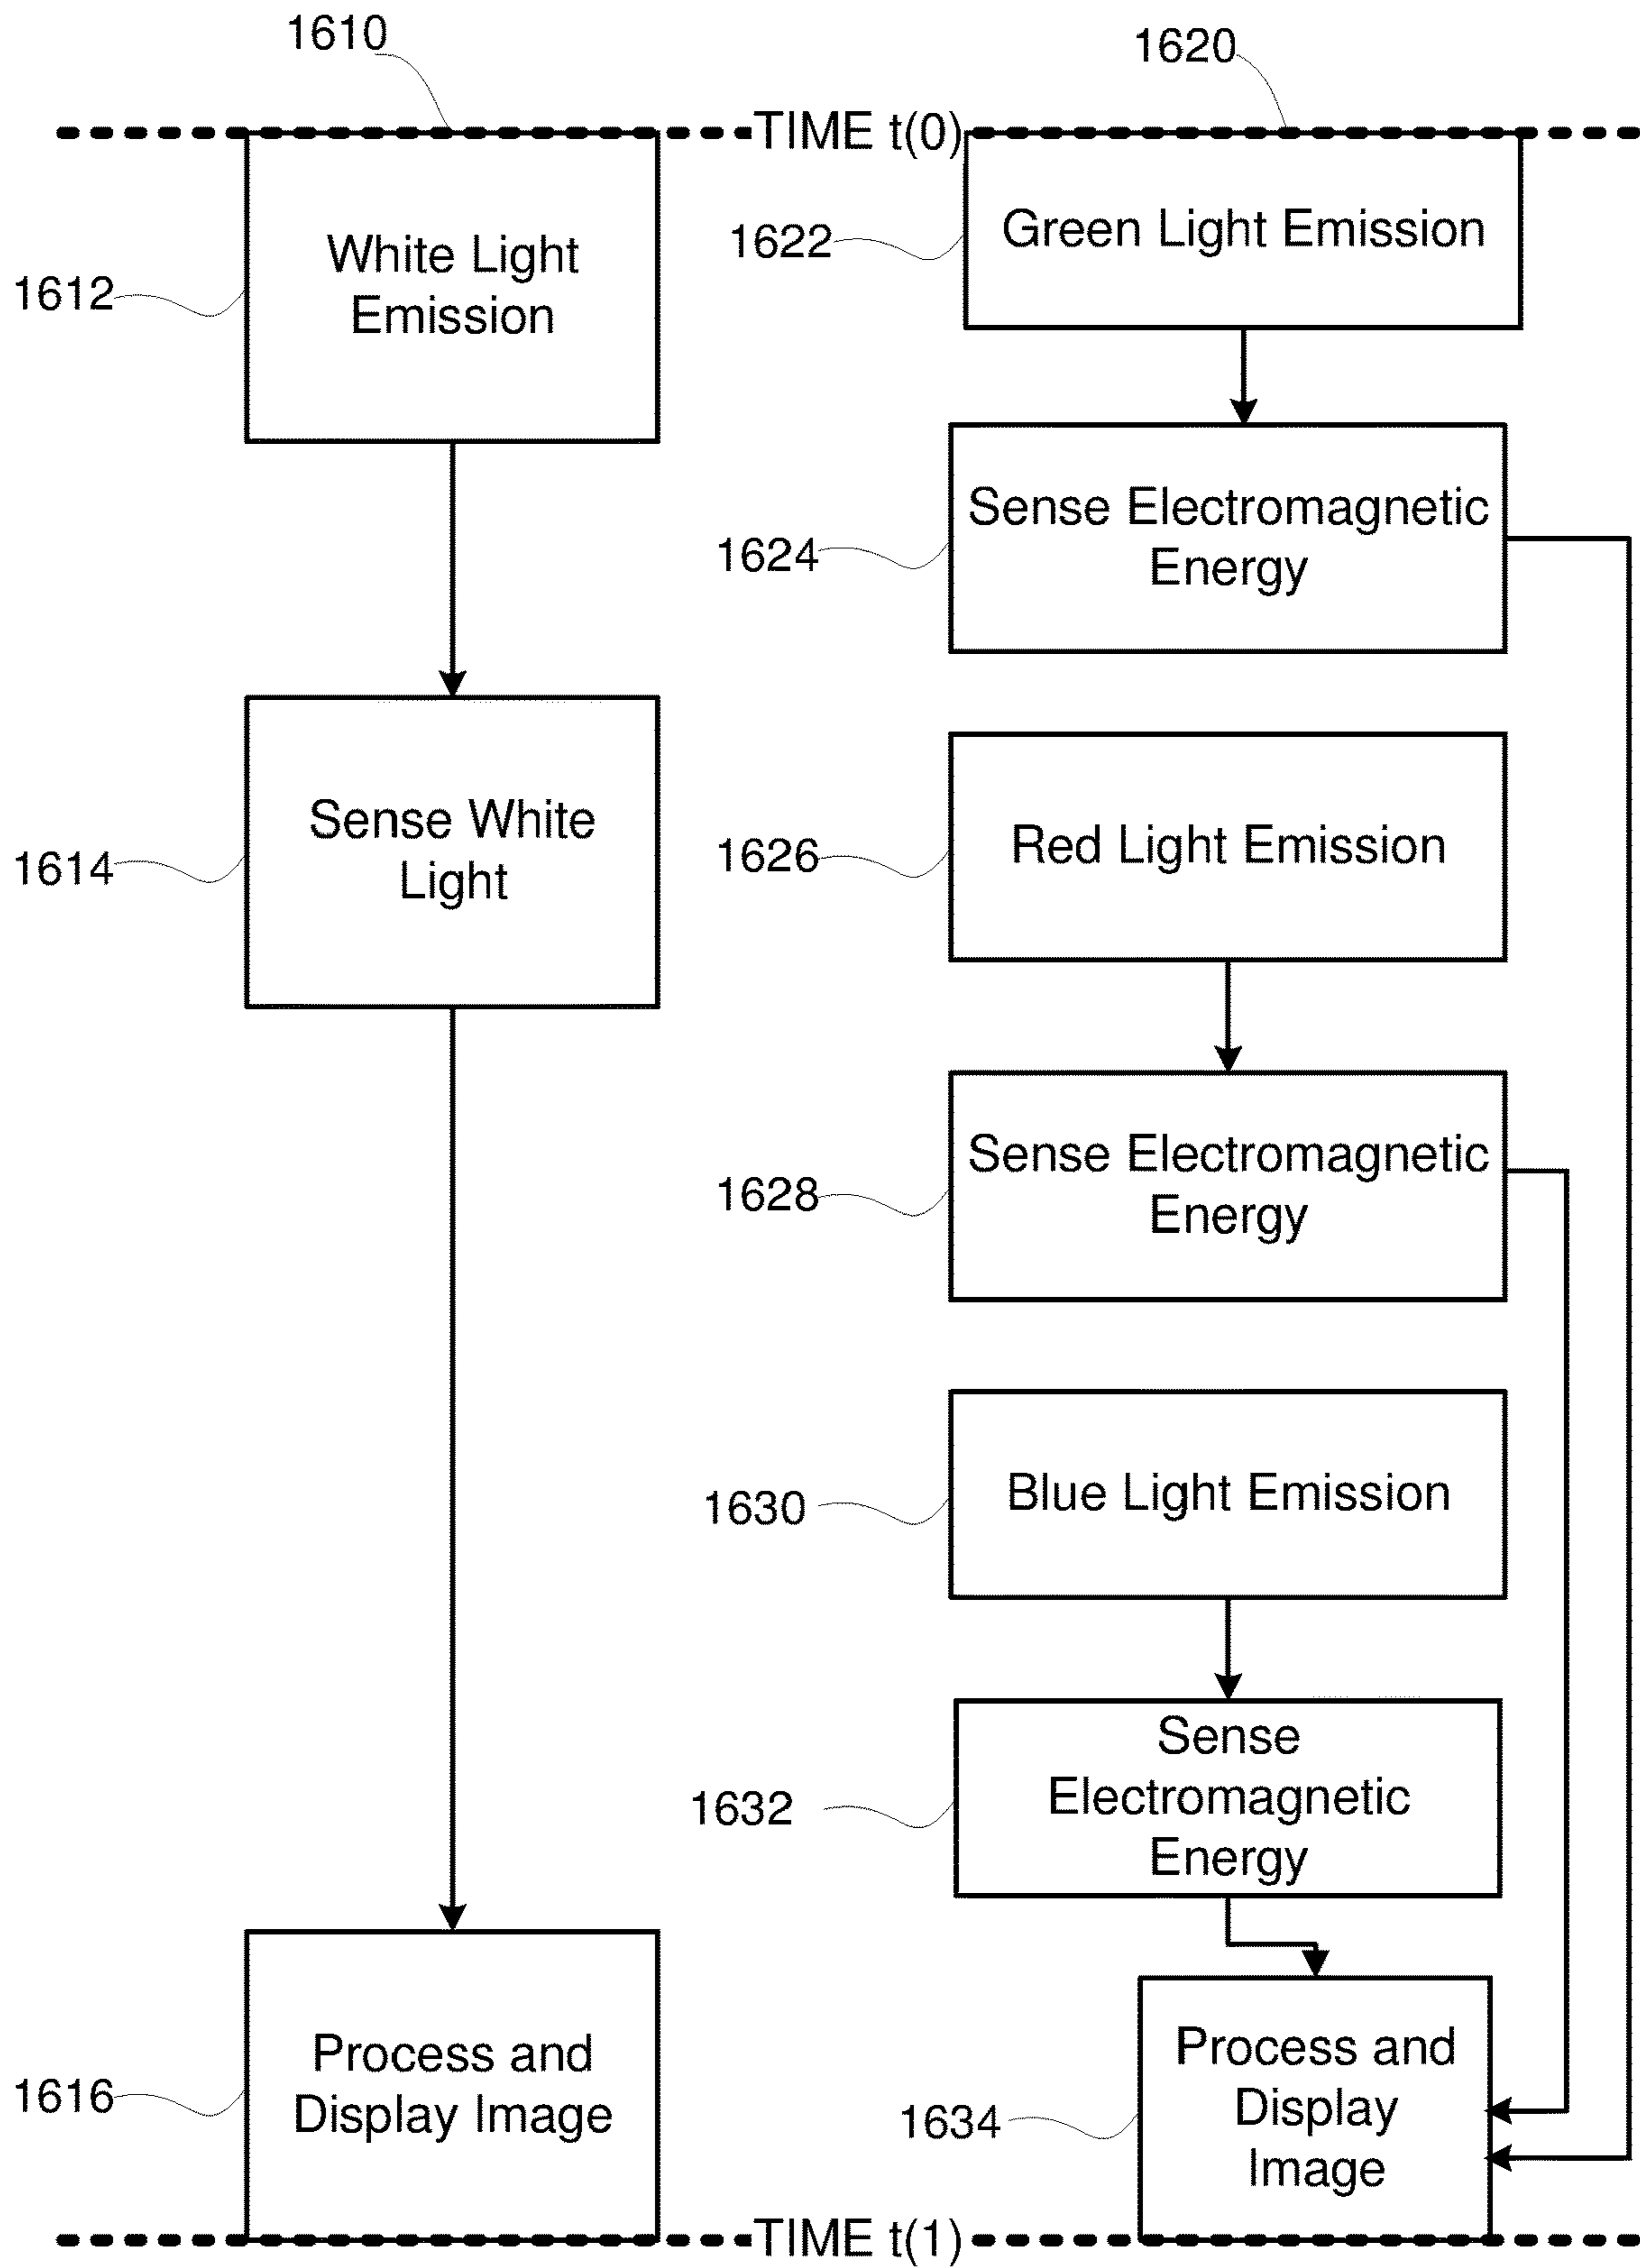 1610
1620
TIME t(0)
1612
White Light
Emission
1622
Green Light Emission
1624
Sense Electromagnetic
Energy
1614
Sense White
Light
1626
Red Light Emission
1628
Sense Electromagnetic
Energy
1630
Blue Light Emission
1632
Sense
Electromagnetic
Energy
1616
Process and
Display Image
1634
Process and
Display
Image
TIME t(1)